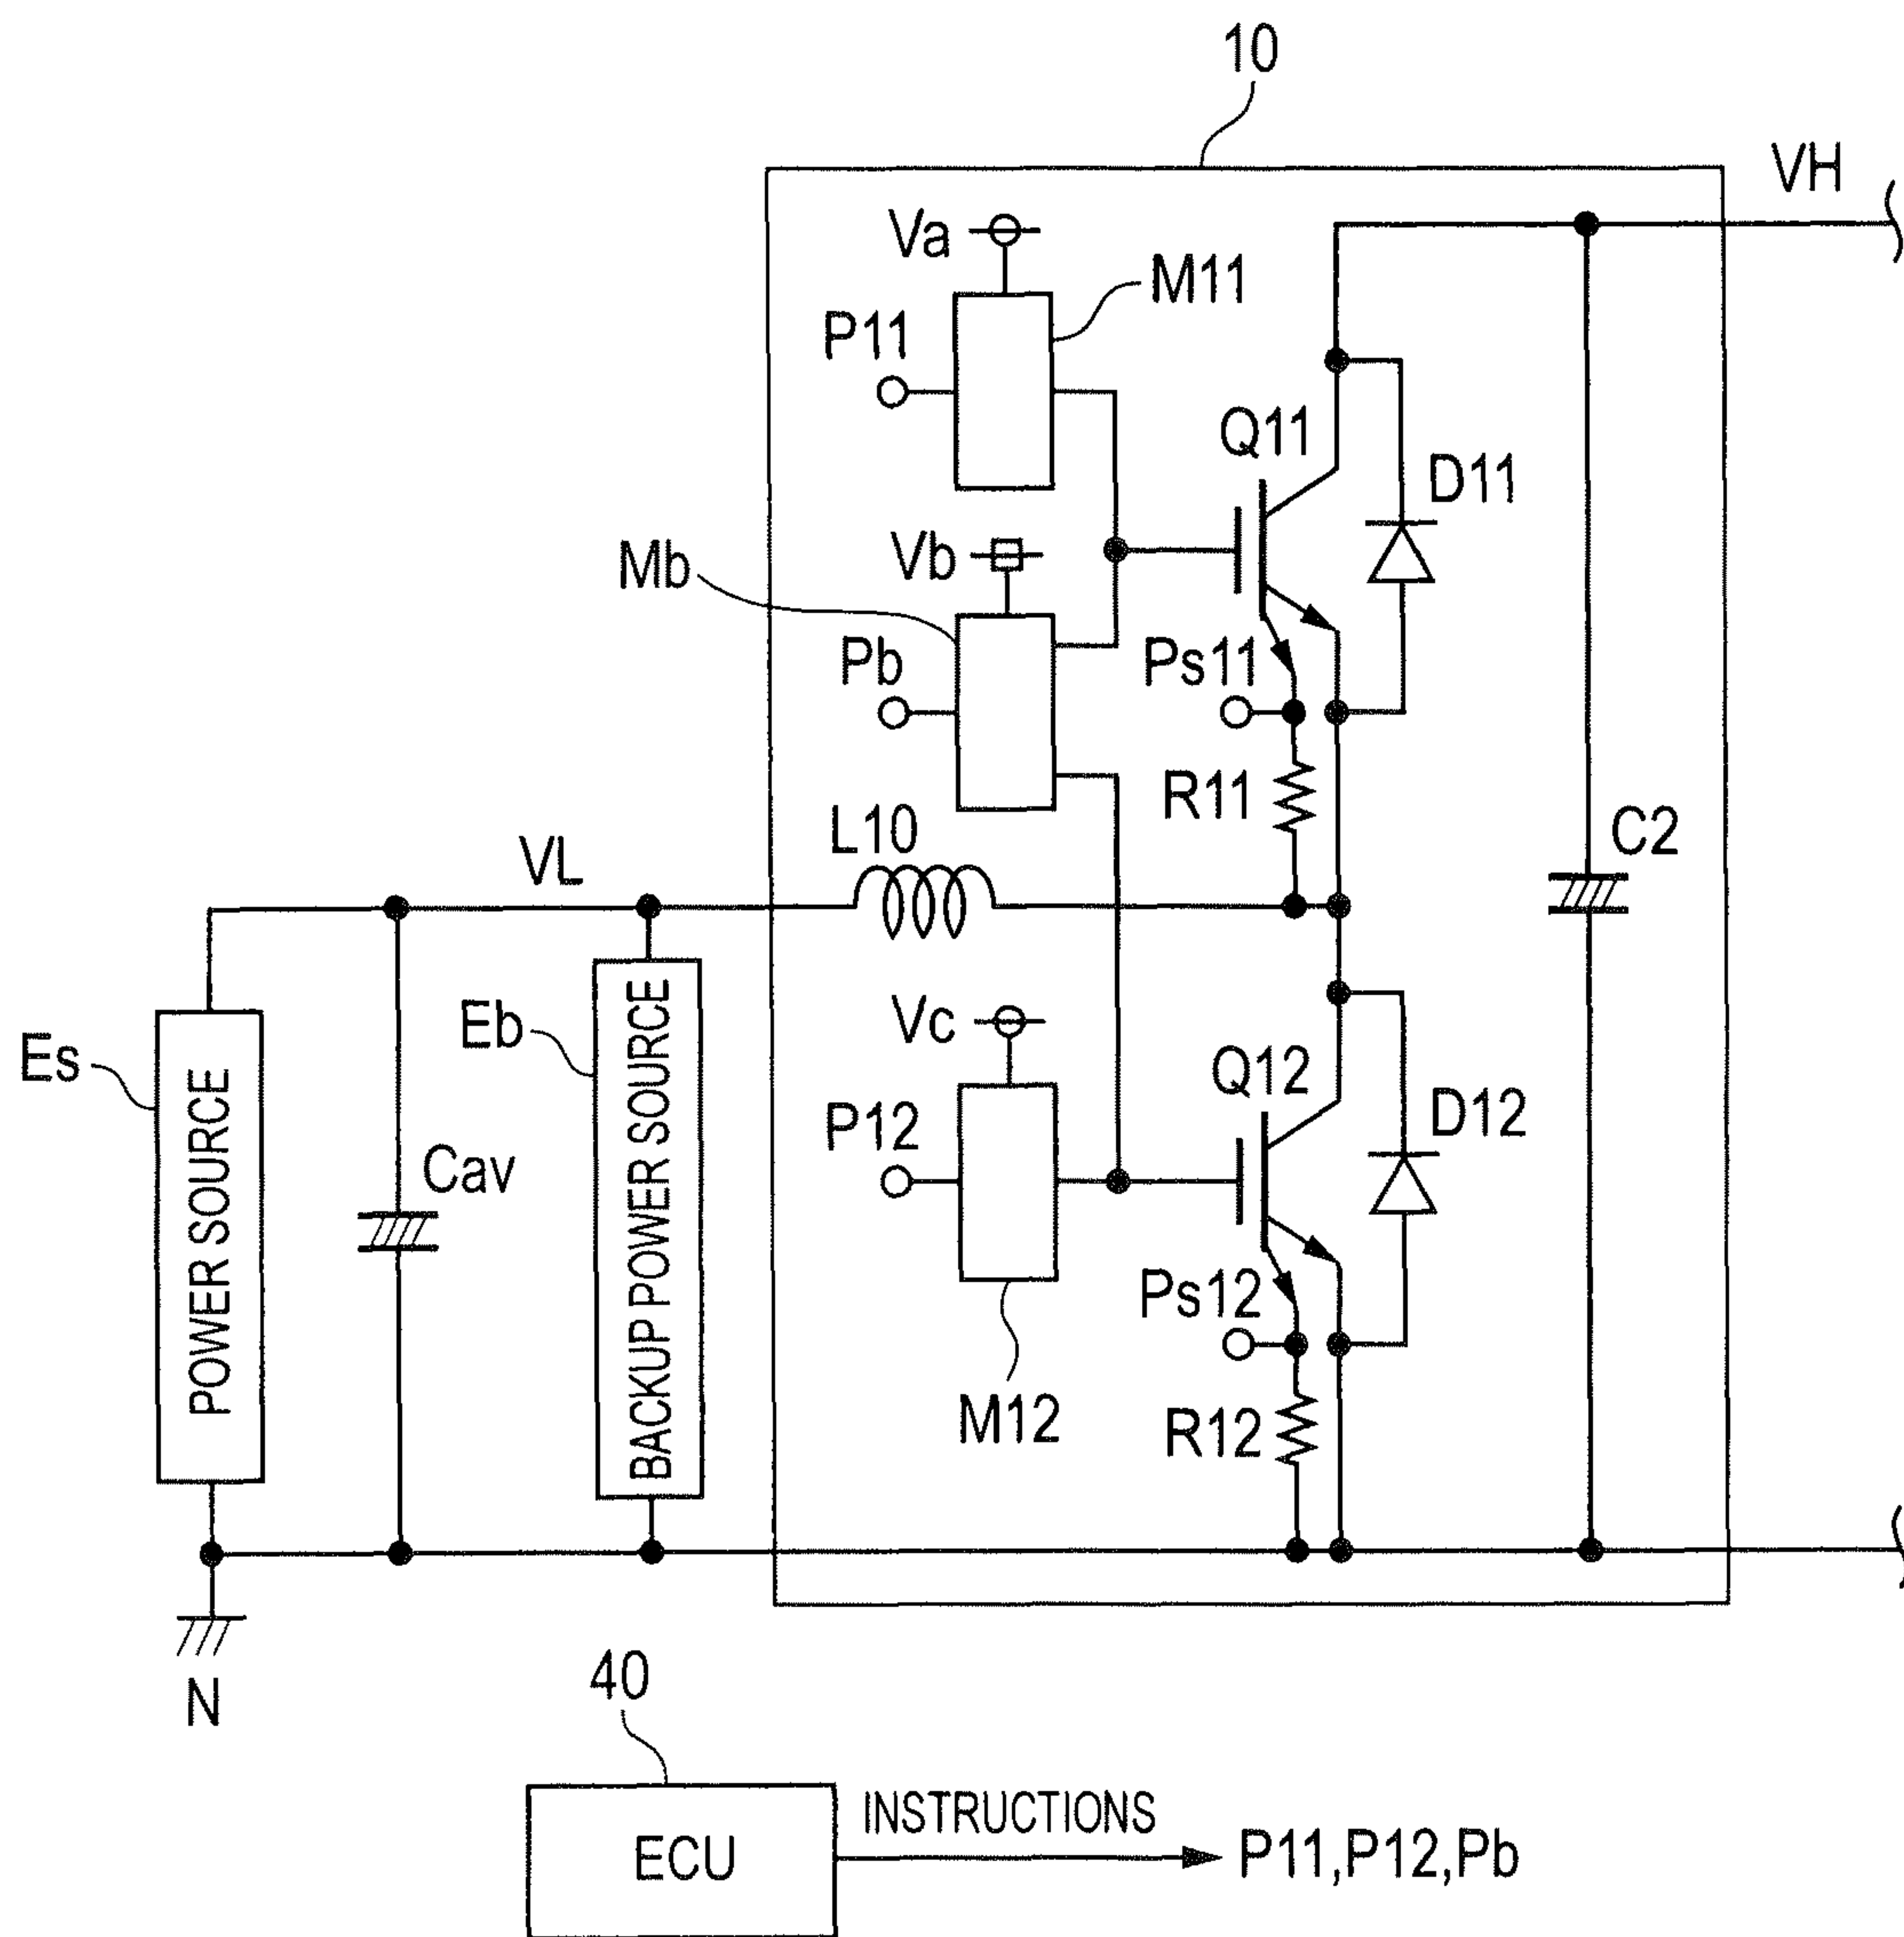 10
VH
Va
M11
P11
Q11
D11
Mb
Vb
Pb
Ps11
R11
L10
C2
VL
Es
POWER SOURCE
Cav
Eb
BACKUP POWER SOURCE
Vc
P12
Q12
D12
Ps12
M12
R12
N
40
ECU
INSTRUCTIONS
P11,P12,Pb